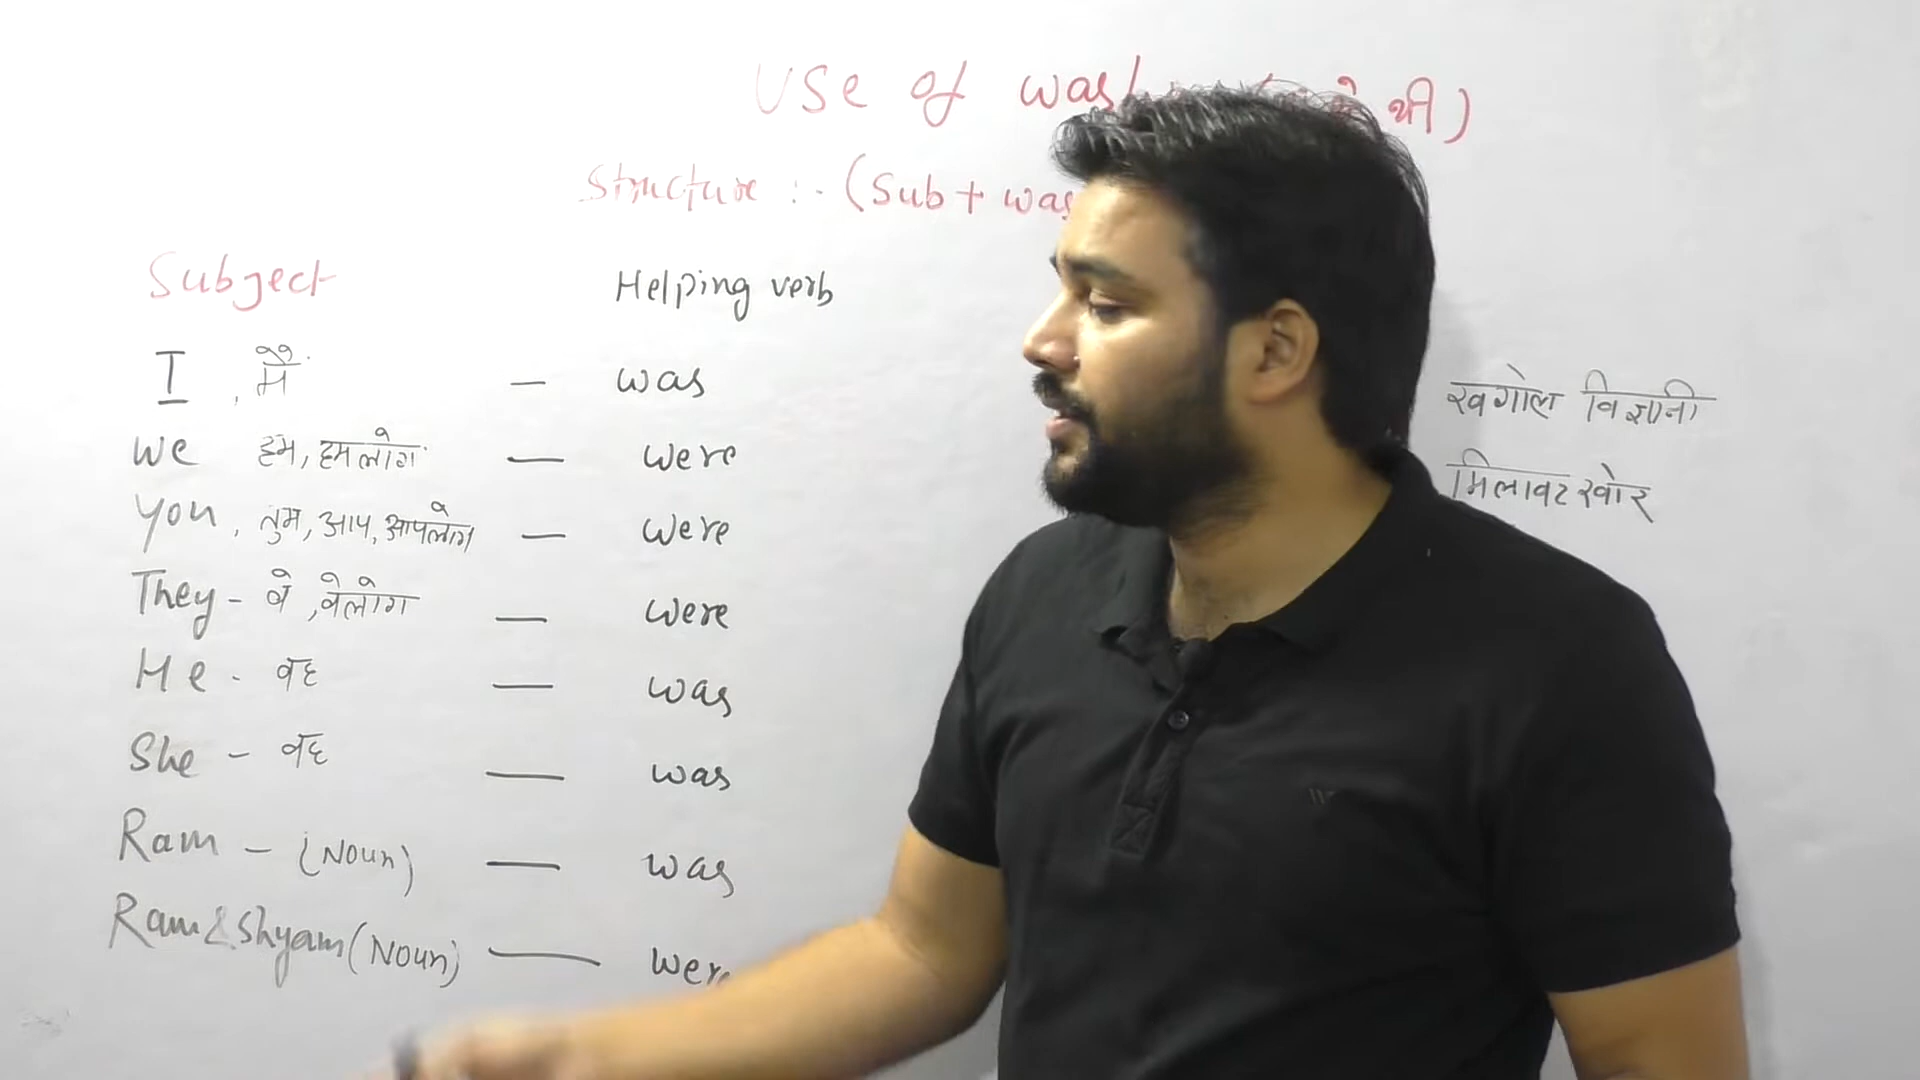 Use of was/ थी )
Structure :- (Sub + was
Subject Helping verb
I , मैं — was
We हम, हमलोग — were
You , तुम, आप, आपलोग — were
They - वे ,वेलोग — were
He - वह — was
She - वह — was
Ram - (Noun) — was
Ram & Shyam (Noun) — were
खगोल विज्ञानी
मिलावटखोर